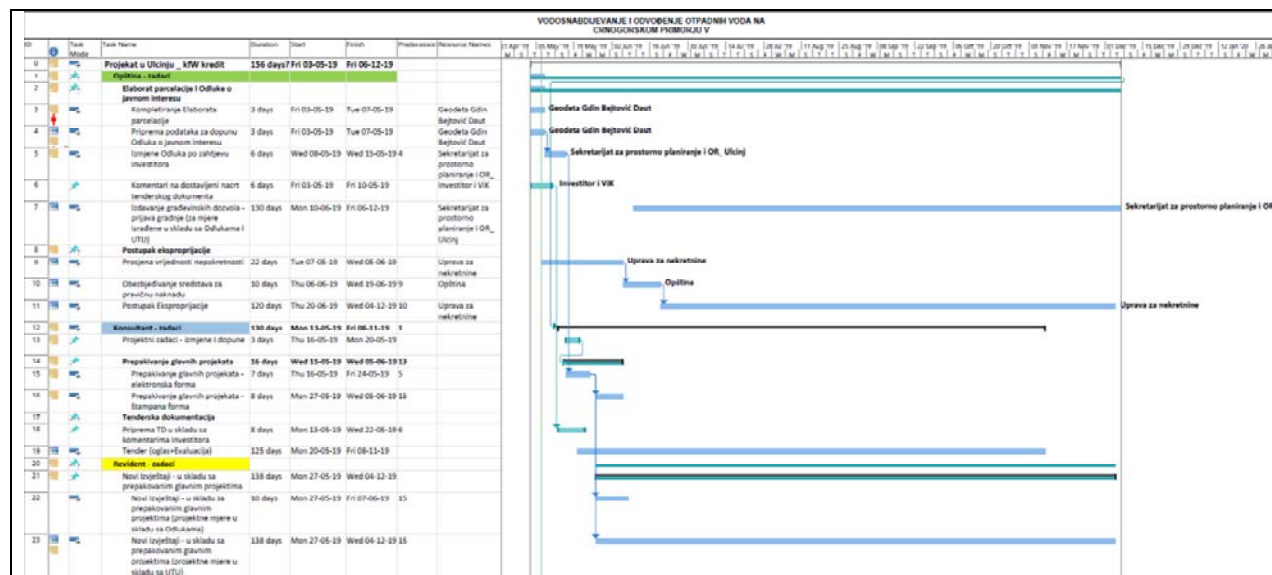 VODOSNABDIJEVANJE I ODVOĐENJE OTPADNIH VODA NA
CRNOGORSKOM PRIMORJU V
ID Task Mode Task Name Duration Start Finish Predecessor Resource Names
0 Projekat u Ulcinju _ kfW kredit 156 days? Fri 03-05-19 Fri 06-12-19
1 Opština - zadaci
2 Elaborat parcelacije I Odluke o
javnom interesu
3 Kompletiranje Elaborata 3 days Fri 03-05-19 Tue 07-05-19 Geodeta Gdin
parcelacije Bejtović Daut
Geodeta Gdin Bejtović Daut
4 Priprema podataka za dopunu 3 days Fri 03-05-19 Tue 07-05-19 Geodeta Gdin
Odluka o javnom interesu Bejtović Daut
Geodeta Gdin Bejtović Daut
5 Izmjene Odluka po zahtjevu 6 days Wed 08-05-19 Wed 15-05-19 4 Sekretarijat za
investitora prostorno
planiranje i OR_
Sekretarijat za prostorno planiranje i OR_ Ulcinj
6 Komentari na dostavljeni nacrt 6 days Fri 03-05-19 Fri 10-05-19 Investitor i ViK
tenderskog dokumenta
Investitor i ViK
7 Izdavanje građevinskih dozvola - 130 days Mon 10-06-19 Fri 06-12-19 Sekretarijat za
prijava gradnje (za mjere prostorno
izrađene u skladu sa Odlukama I planiranje i OR_
UTU) Ulcinj
Sekretarijat za prostorno planiranje i OR
8 Postupak eksproprijacije
9 Procjena vrijednosti nepokretnosti 22 days Tue 07-05-19 Wed 05-06-19 Uprava za
nekretnine
Uprava za nekretnine
10 Obezbjeđivanje sredstava za 10 days Thu 06-06-19 Wed 19-06-19 9 Opština
pravičnu naknadu
Opština
11 Postupak Eksproprijacije 120 days Thu 20-06-19 Wed 04-12-19 10 Uprava za
nekretnine
Uprava za nekretnine
12 Konsultant - zadaci 130 days Mon 13-05-19 Fri 08-11-19 1
13 Projektni zadaci - izmjene I dopune 3 days Thu 16-05-19 Mon 20-05-19
14 Prepakivanje glavnih projekata 16 days Wed 15-05-19 Wed 05-06-19 13
15 Prepakivanje glavnih projekata - 7 days Thu 16-05-19 Fri 24-05-19 5
elektronska forma
16 Prepakivanje glavnih projekata - 8 days Mon 27-05-19 Wed 05-06-19 15
štampana forma
17 Tenderska dokumentacija
18 Priprema TD u skladu sa 8 days Mon 13-05-19 Wed 22-05-19 6
komentarima Investitora
19 Tender (oglas+Evaluacija) 125 days Mon 20-05-19 Fri 08-11-19
20 Revident - zadaci
21 Novi Izvještaji - u skladu sa 138 days Mon 27-05-19 Wed 04-12-19
prepakovanim glavnim projektima
22 Novi Izvještaji - u skladu sa 10 days Mon 27-05-19 Fri 07-06-19 15
prepakovanim glavnim
projektima (projektne mjere u
skladu sa Odlukama)
23 Novi Izvještaji - u skladu sa 138 days Mon 27-05-19 Wed 04-12-19 15
prepakovanim glavnim
projektima (projektne mjere u
skladu sa UTU)